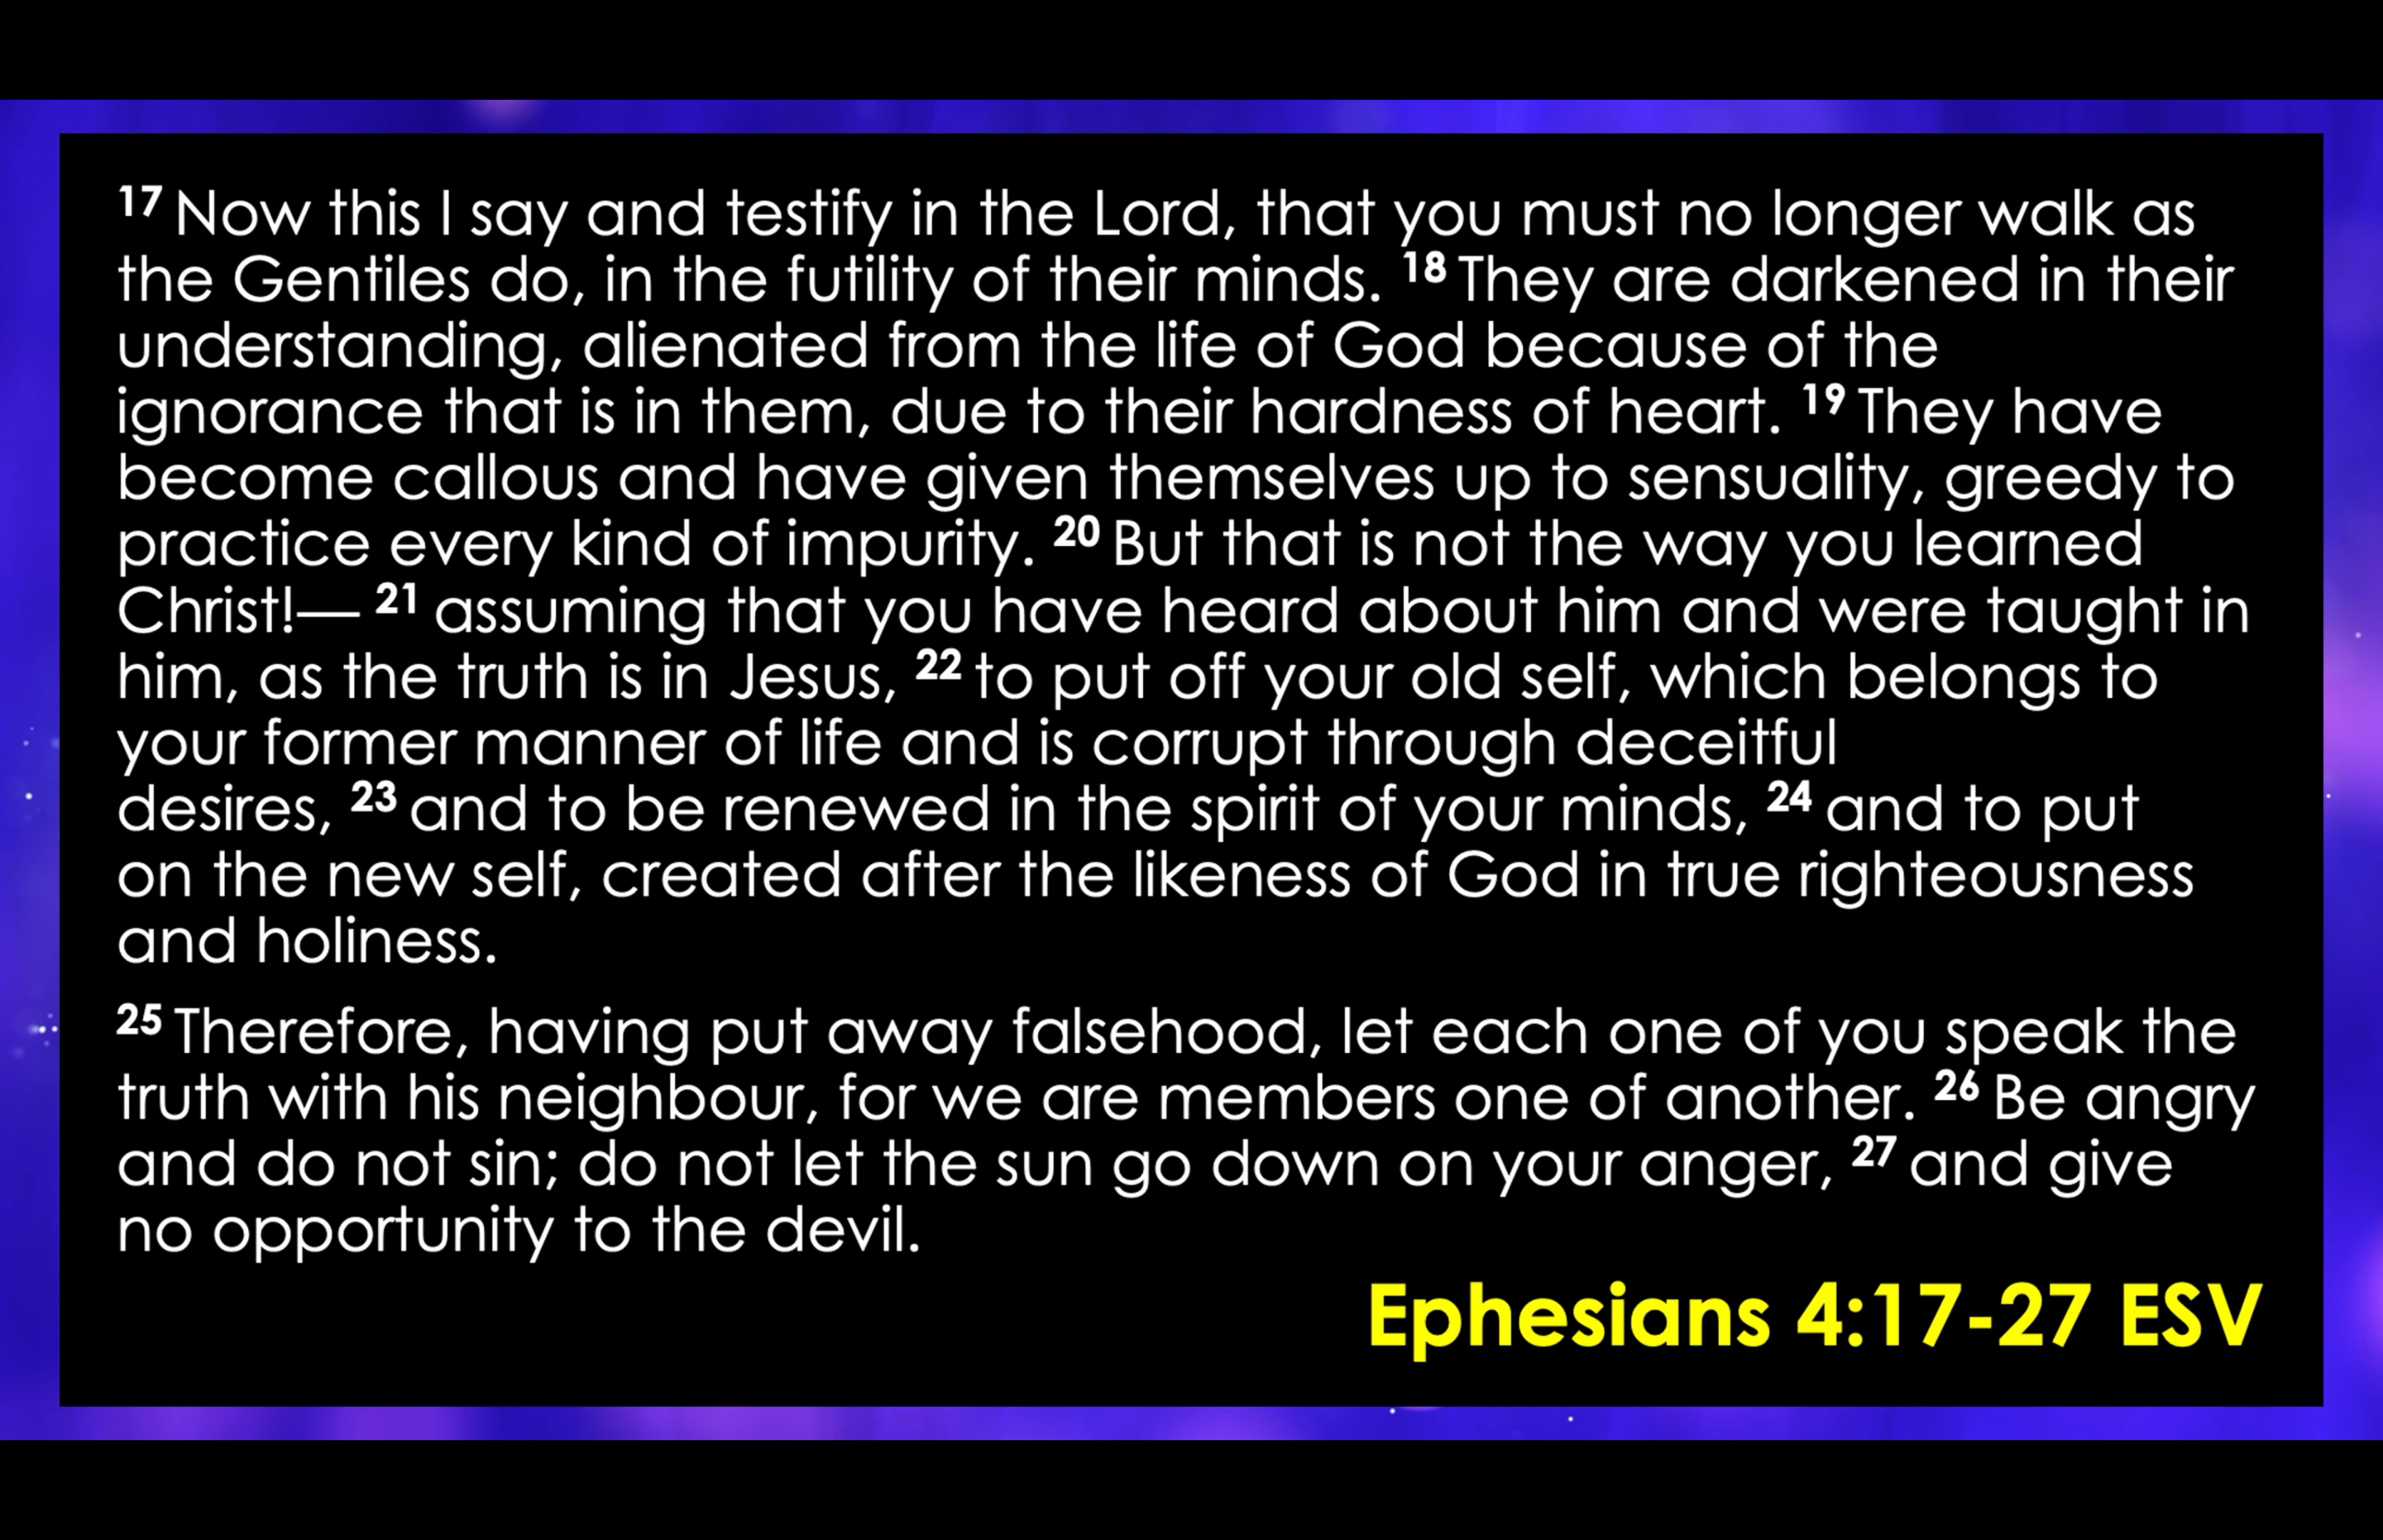 17 Now this I say and testify in the Lord, that you must no longer walk as
the Gentiles do, in the futility of their minds. 18 They are darkened in their
understanding, alienated from the life of God because of the
ignorance that is in them, due to their hardness of heart. 19 They have
become callous and have given themselves up to sensuality, greedy to
practice every kind of impurity. 20 But that is not the way you learned
Christ!— 21 assuming that you have heard about him and were taught in
him, as the truth is in Jesus, 22 to put off your old self, which belongs to
your former manner of life and is corrupt through deceitful
desires, 23 and to be renewed in the spirit of your minds, 24 and to put
on the new self, created after the likeness of God in true righteousness
and holiness.
25 Therefore, having put away falsehood, let each one of you speak the
truth with his neighbour, for we are members one of another. 26 Be angry
and do not sin; do not let the sun go down on your anger, 27 and give
no opportunity to the devil.
Ephesians 4:17-27 ESV